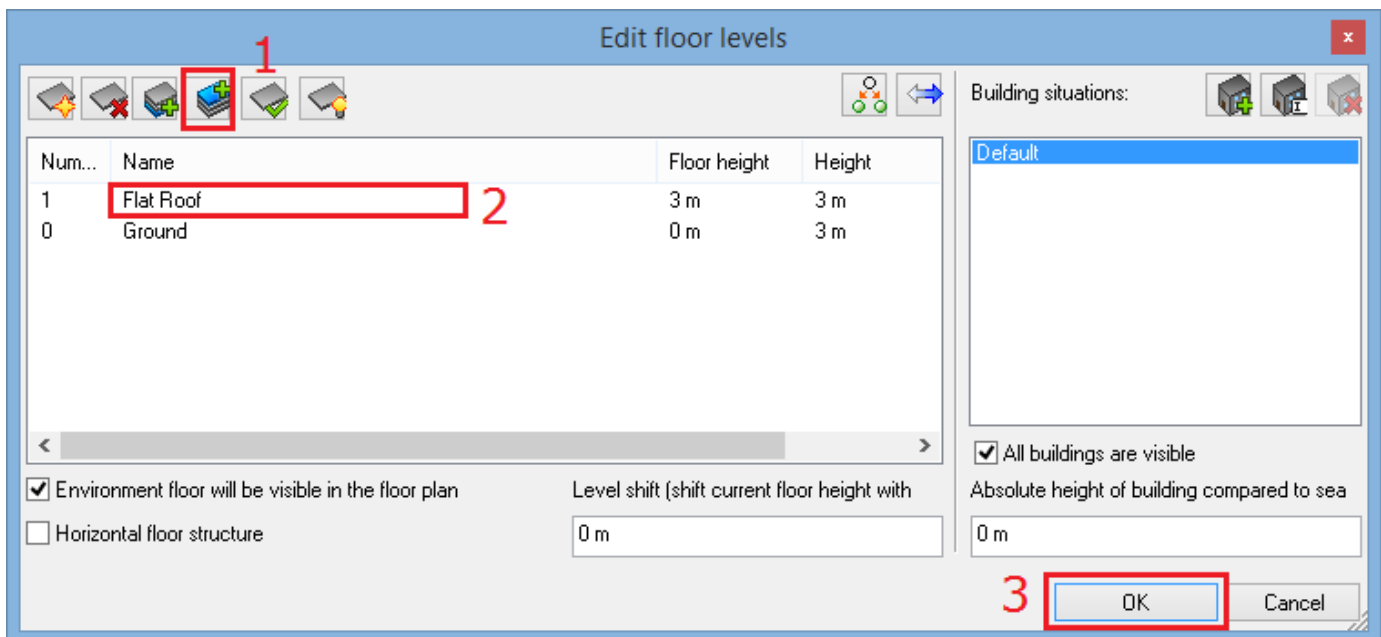 Edit floor levels
x
1
Building situations:
Num... Name Floor height Height
Default
1 Flat Roof 3 m 3 m
2
0 Ground 0 m 3 m
All buildings are visible
Environment floor will be visible in the floor plan
Level shift (shift current floor height with
Absolute height of building compared to sea
Horizontal floor structure
0 m
0 m
3
OK
Cancel